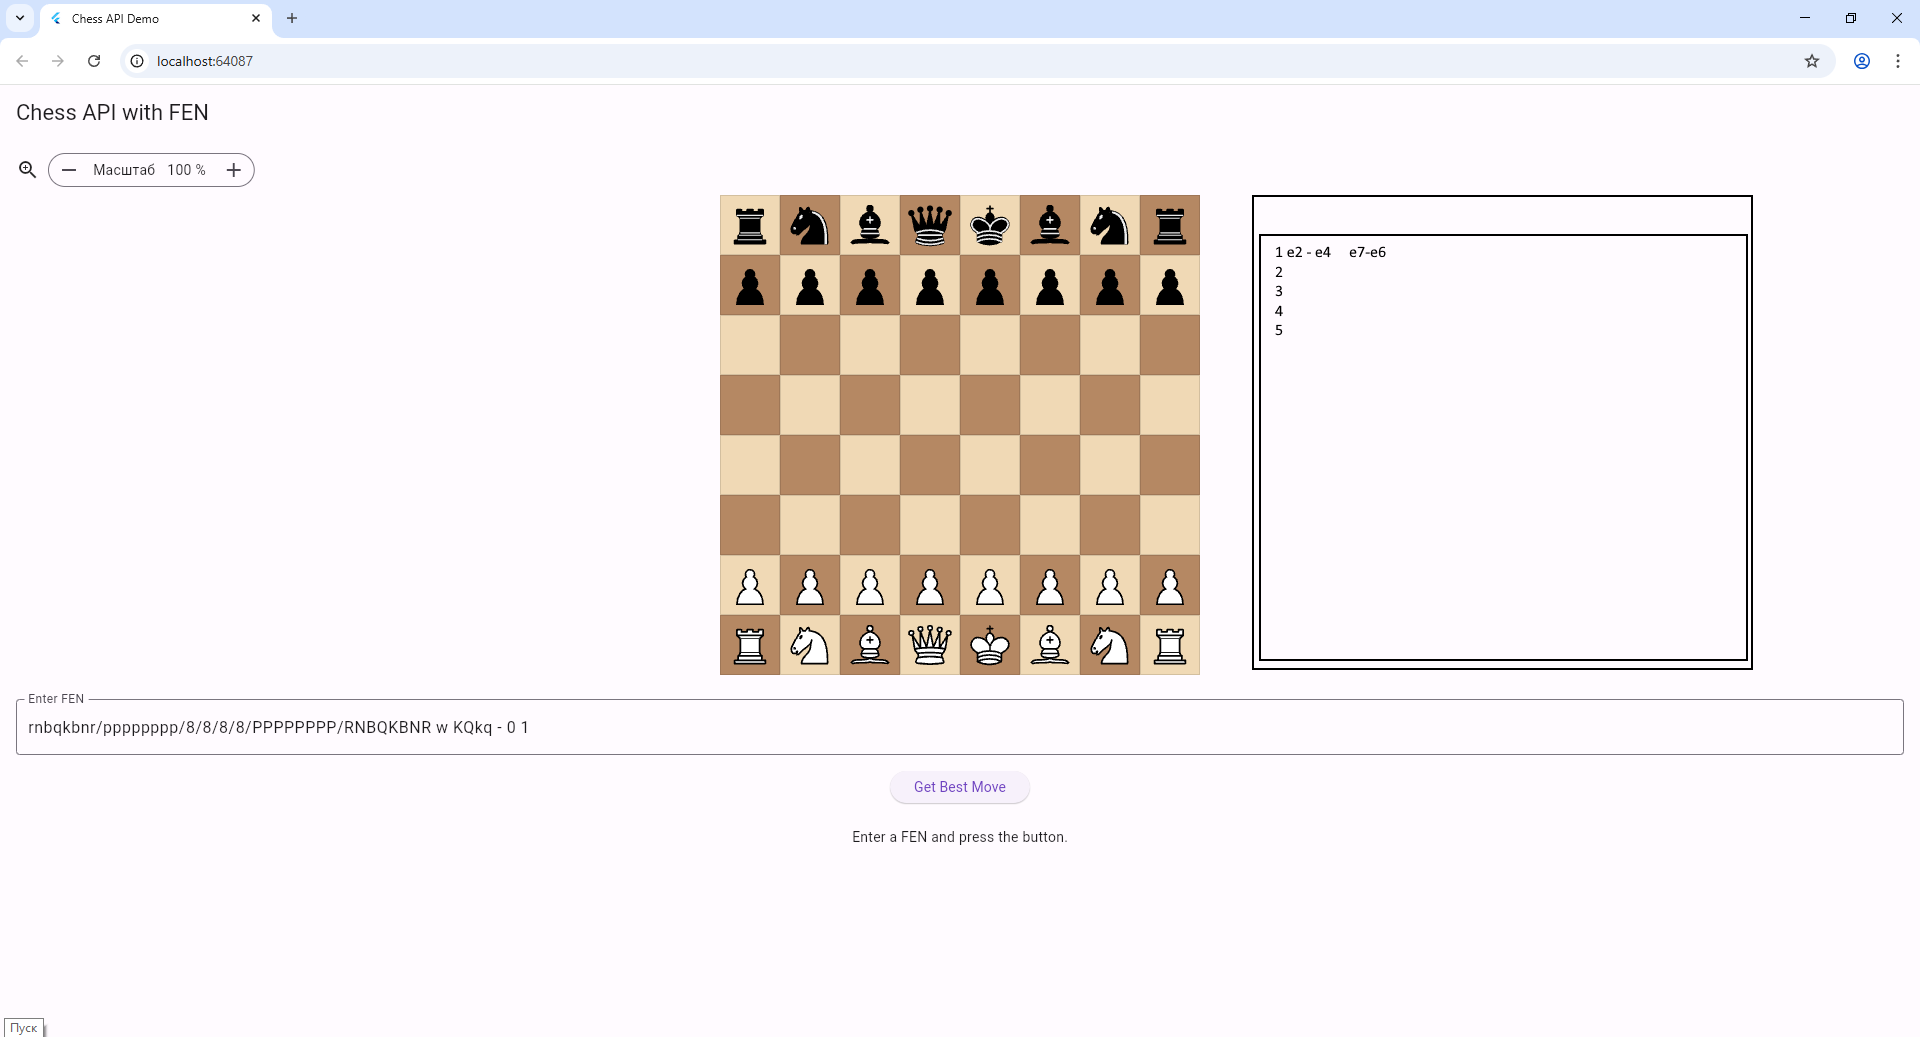 Chess API Demo
localhost:64087
Chess API with FEN
Масштаб 100 %
1 e2 - e4 e7-e6
2
3
4
5
Enter FEN
rnbqkbnr/pppppppp/8/8/8/8/PPPPPPPP/RNBQKBNR w KQkq - 0 1
Get Best Move
Enter a FEN and press the button.
Пуск